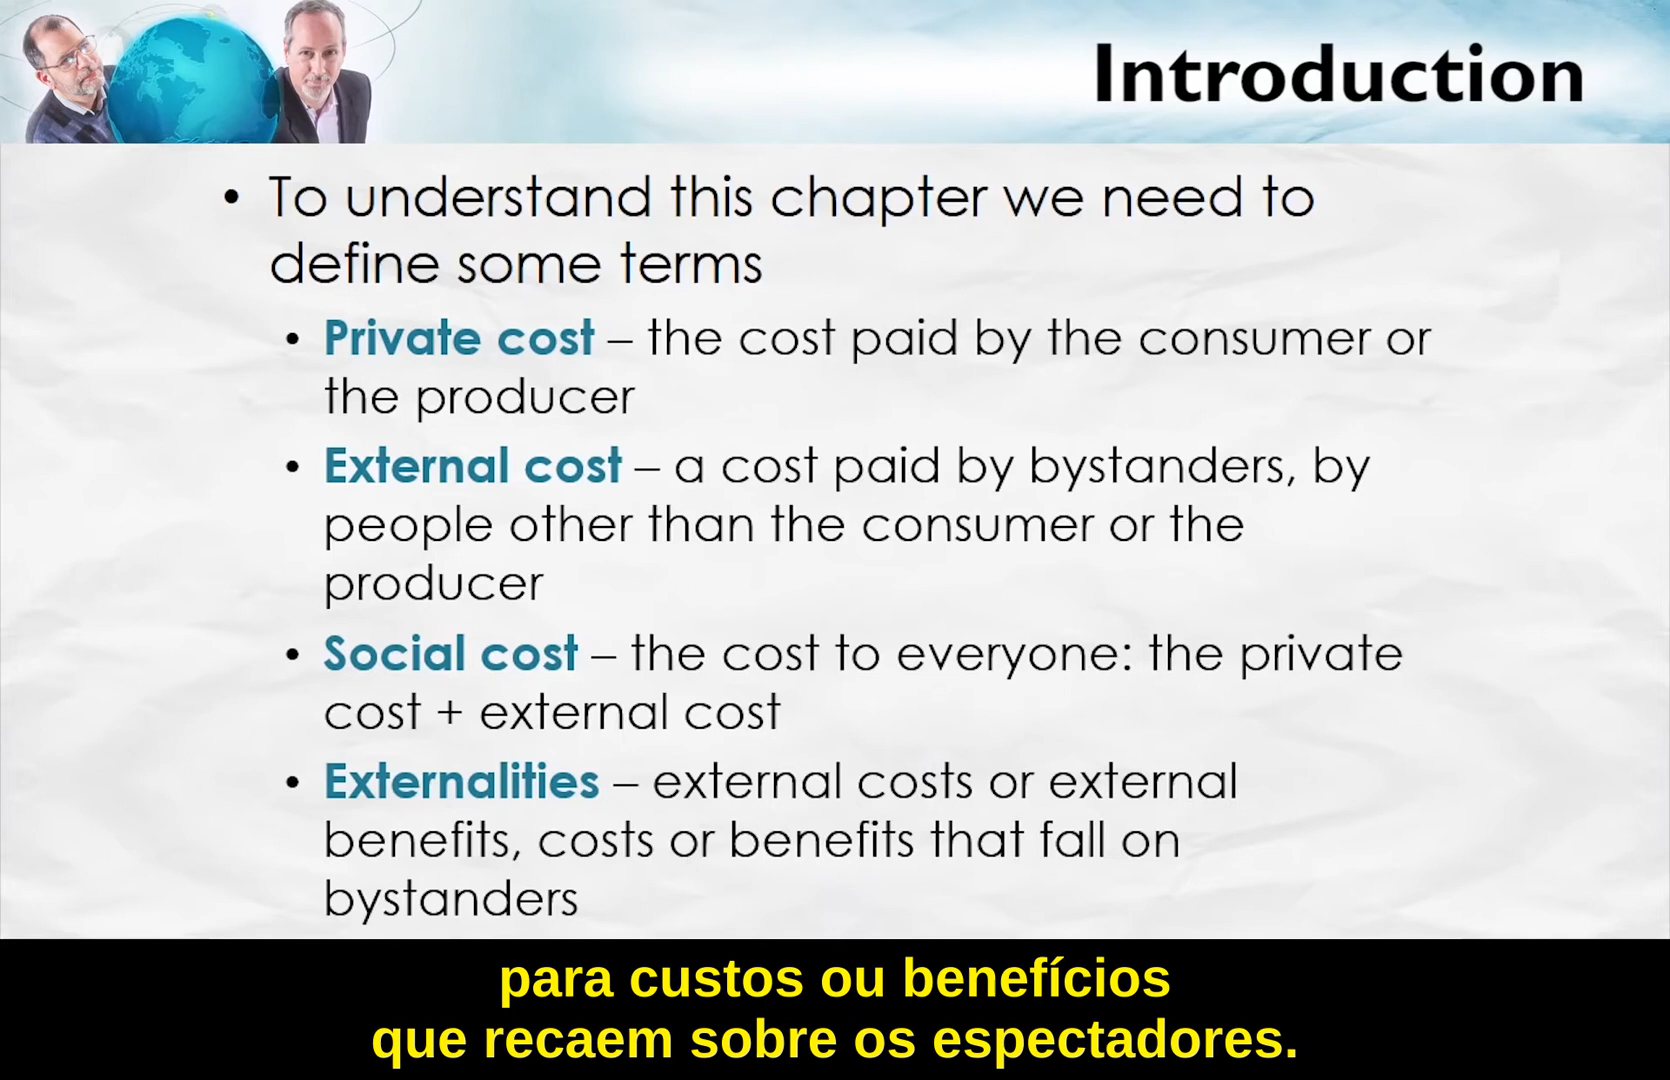 Introduction
• To understand this chapter we need to
define some terms
• Private cost – the cost paid by the consumer or
the producer
• External cost – a cost paid by bystanders, by
people other than the consumer or the
producer
• Social cost – the cost to everyone: the private
cost + external cost
• Externalities – external costs or external
benefits, costs or benefits that fall on
bystanders
para custos ou benefícios
que recaem sobre os espectadores.